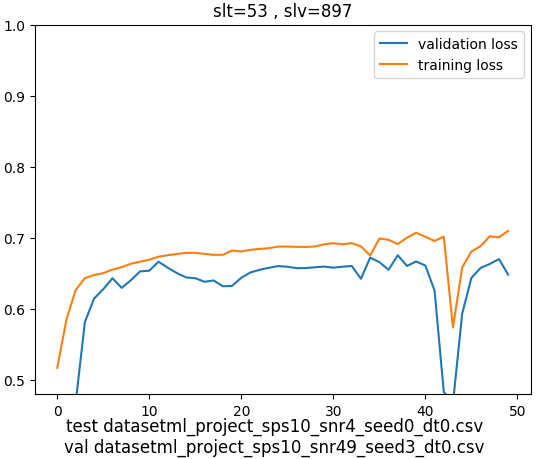 slt=53 , slv=897
validation loss
training loss
1.0
0.9
0.8
0.7
0.6
0.5
0 10 20 30 40 50
test datasetml_project_sps10_snr4_seed0_dt0.csv
val datasetml_project_sps10_snr49_seed3_dt0.csv